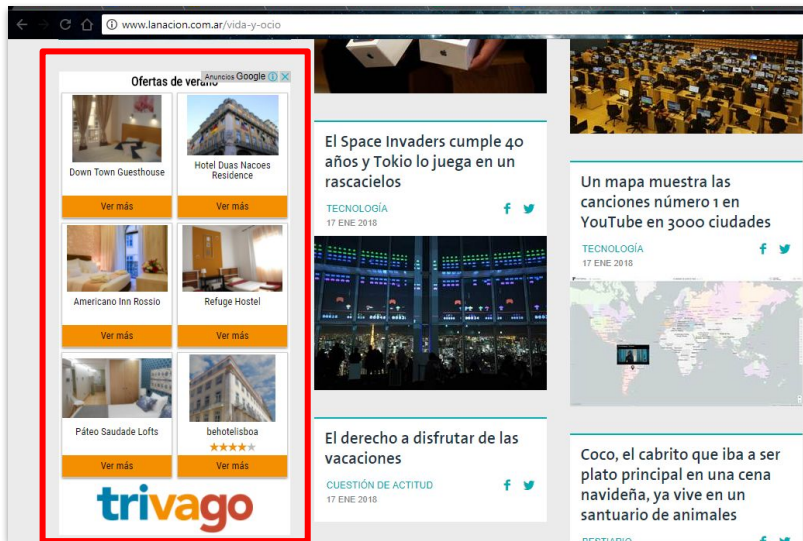 www.lanacion.com.ar/vida-y-ocio
Ofertas de verano
Anuncios Google
Down Town Guesthouse
Ver más
Hotel Duas Nacoes
Residence
Ver más
Americano Inn Rossio
Ver más
Refuge Hostel
Ver más
Páteo Saudade Lofts
Ver más
behotelisboa
Ver más
trivago
El Space Invaders cumple 40
años y Tokio lo juega en un
rascacielos
TECNOLOGÍA
17 ENE 2018
El derecho a disfrutar de las
vacaciones
CUESTIÓN DE ACTITUD
17 ENE 2018
Un mapa muestra las
canciones número 1 en
YouTube en 3000 ciudades
TECNOLOGÍA
17 ENE 2018
Coco, el cabrito que iba a ser
plato principal en una cena
navideña, ya vive en un
santuario de animales